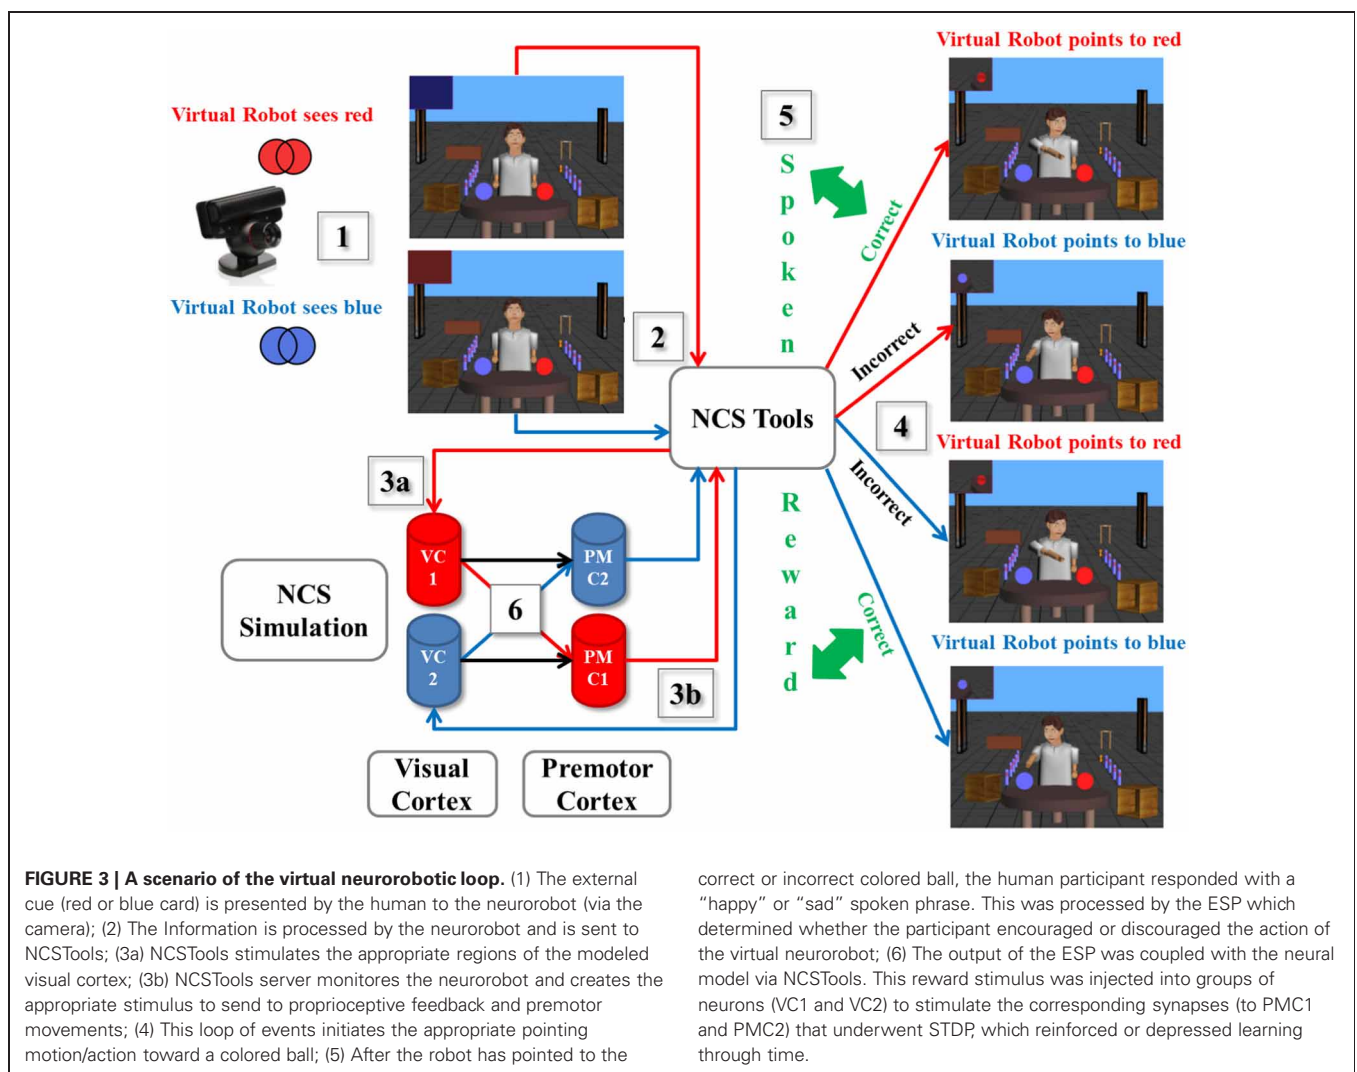 Virtual Robot sees red
1
Virtual Robot sees blue
2
5
Spoken
Correct
Virtual Robot points to red
Virtual Robot points to blue
NCS Tools
Incorrect
4
Virtual Robot points to red
Incorrect
3a
Reward
Correct
Virtual Robot points to blue
NCS
Simulation
VC
1
PM
C2
6
VC
2
PM
C1
3b
Visual
Cortex
Premotor
Cortex
FIGURE 3 | A scenario of the virtual neurorobotic loop. (1) The external
cue (red or blue card) is presented by the human to the neurorobot (via the
camera); (2) The Information is processed by the neurorobot and is sent to
NCSTools; (3a) NCSTools stimulates the appropriate regions of the modeled
visual cortex; (3b) NCSTools server monitores the neurorobot and creates the
appropriate stimulus to send to proprioceptive feedback and premotor
movements; (4) This loop of events initiates the appropriate pointing
motion/action toward a colored ball; (5) After the robot has pointed to the
correct or incorrect colored ball, the human participant responded with a
“happy” or “sad” spoken phrase. This was processed by the ESP which
determined whether the participant encouraged or discouraged the action of
the virtual neurorobot; (6) The output of the ESP was coupled with the neural
model via NCSTools. This reward stimulus was injected into groups of
neurons (VC1 and VC2) to stimulate the corresponding synapses (to PMC1
and PMC2) that underwent STDP, which reinforced or depressed learning
through time.